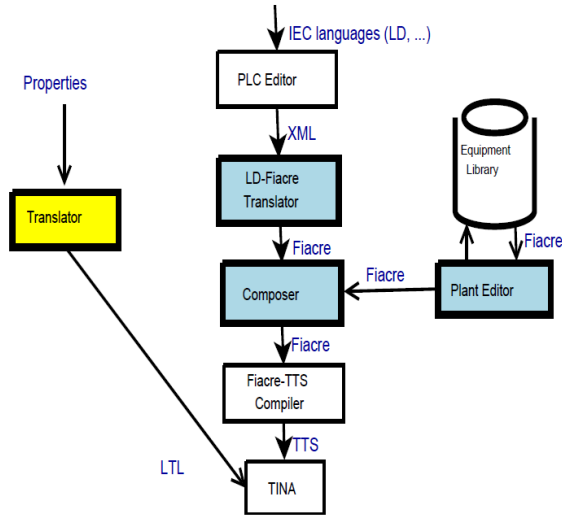 IEC languages (LD, ...)
PLC Editor
Properties
XML
Equipment
Library
LD-Fiacre
Translator
Translator
Fiacre
Fiacre
Fiacre
Composer
Plant Editor
Fiacre
Fiacre-TTS
Compiler
TTS
LTL
TINA